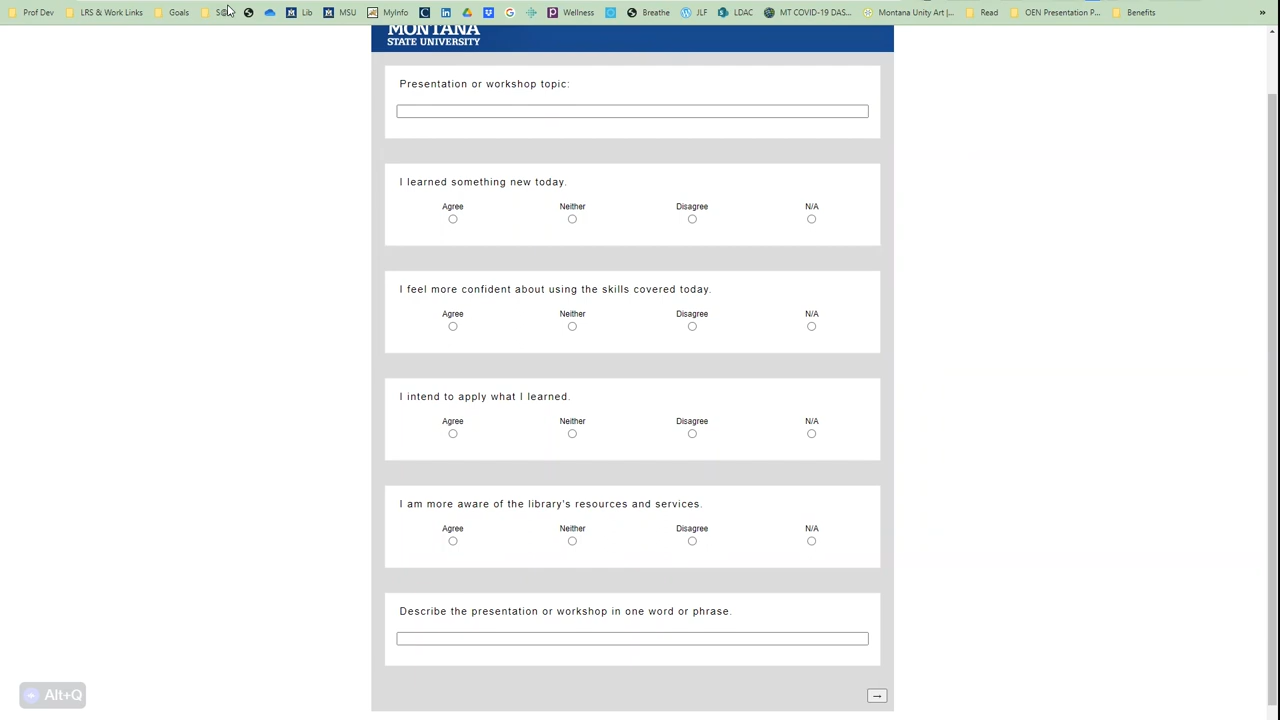 Prof Dev LRS & Work Links Goals Lib MSU MyInfo Wellness Breathe JLF LDAC MT COVID-19 DAS... Montana Unity Art |... Read OEN Presentation P... Benefits »
MONTANA
STATE UNIVERSITY
Presentation or workshop topic:
I learned something new today.
Agree Neither Disagree N/A
I feel more confident about using the skills covered today.
Agree Neither Disagree N/A
I intend to apply what I learned.
Agree Neither Disagree N/A
I am more aware of the library's resources and services.
Agree Neither Disagree N/A
Describe the presentation or workshop in one word or phrase.
→
Alt+Q